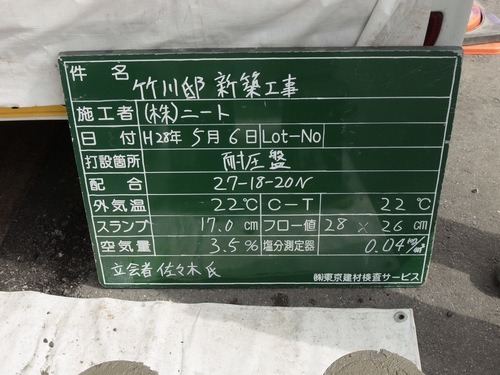 件名 竹川邸 新築工事
施工者 (株)ニート
日付 H28年5月6日 Lot-No
打設箇所 耐圧盤
配合 27-18-20N
外気温 22℃ C-T 22℃
スランプ 17.0cm フロー値 28×26cm
空気量 3.5% 塩分測定器 0.04kg/m³
立会者 佐々木氏
㈱東京建材検査サービス